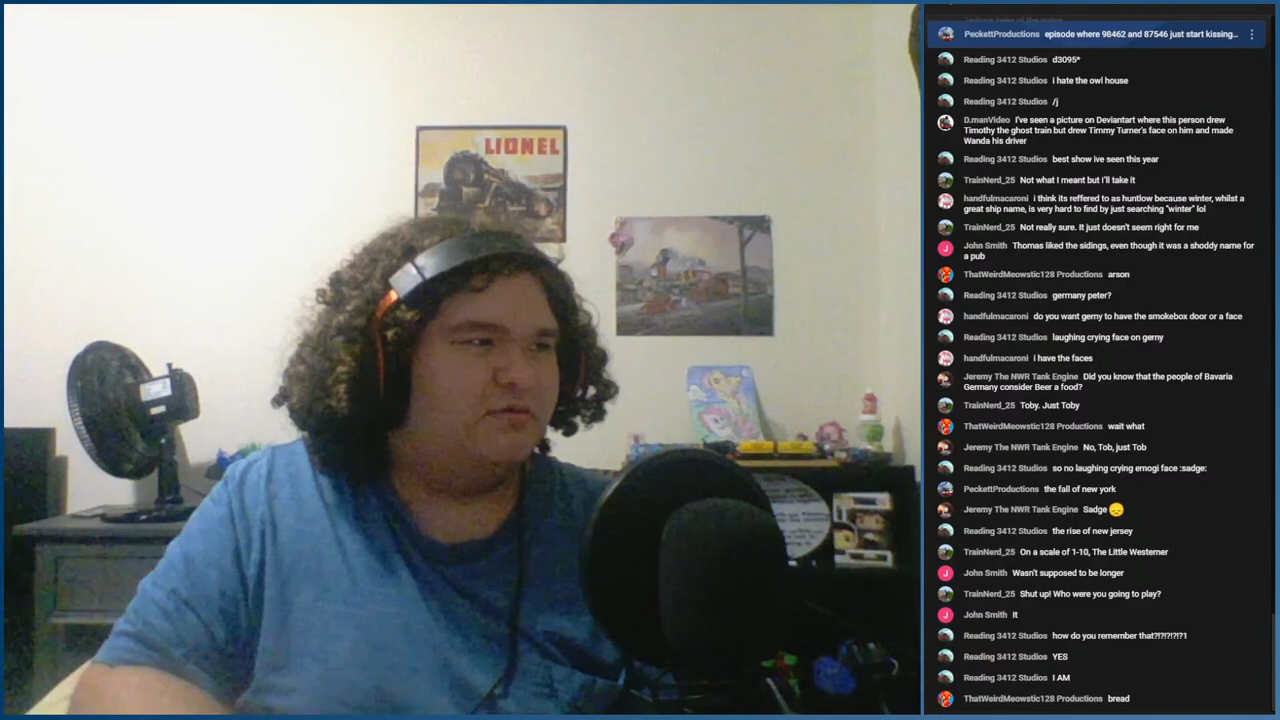 LIONEL
PeckettProductions episode where 98462 and 87546 just start kissing...
Reading 3412 Studios d3095*
Reading 3412 Studios i hate the owl house
Reading 3412 Studios /j
D.manVideo I've seen a picture on Deviantart where this person drew
Timothy the ghost train but drew Timmy Turner's face on him and made
Wanda his driver
Reading 3412 Studios best show ive seen this year
TrainNerd_25 Not what I meant but I'll take it
handfulmacaroni i think its reffered to as huntlow because winter, whilst a
great ship name, is very hard to find by just searching "winter" lol
TrainNerd_25 Not really sure. It just doesn't seem right for me
John Smith Thomas liked the sidings, even though it was a shoddy name for
a pub
ThatWeirdMeowstic128 Productions arson
Reading 3412 Studios germany peter?
handfulmacaroni do you want gerny to have the smokebox door or a face
Reading 3412 Studios laughing crying face on gerny
handfulmacaroni i have the faces
Jeremy The NWR Tank Engine Did you know that the people of Bavaria
Germany consider Beer a food?
TrainNerd_25 Toby. Just Toby
ThatWeirdMeowstic128 Productions wait what
Jeremy The NWR Tank Engine No, Tob, just Tob
Reading 3412 Studios so no laughing crying emogi face :sadge:
PeckettProductions the fall of new york
Jeremy The NWR Tank Engine Sadge 😞
Reading 3412 Studios the rise of new jersey
TrainNerd_25 On a scale of 1-10, The Little Westerner
John Smith Wasn't supposed to be longer
TrainNerd_25 Shut up! Who were you going to play?
John Smith It
Reading 3412 Studios how do you remember that?!?!?!?!?1
Reading 3412 Studios YES
Reading 3412 Studios I AM
ThatWeirdMeowstic128 Productions bread